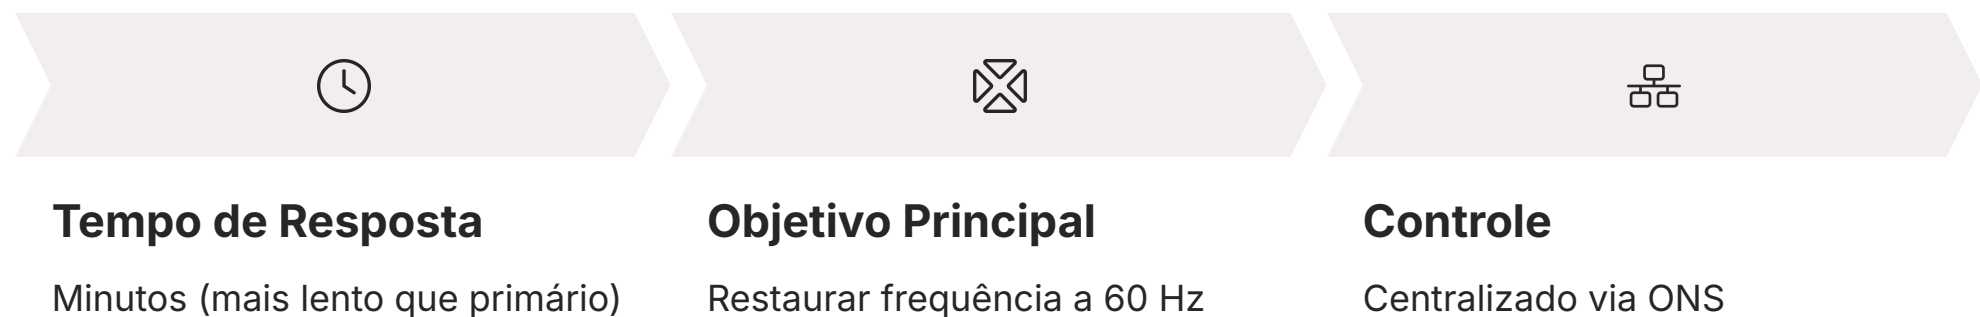 Tempo de Resposta
Minutos (mais lento que primário)
Objetivo Principal
Restaurar frequência a 60 Hz
Controle
Centralizado via ONS